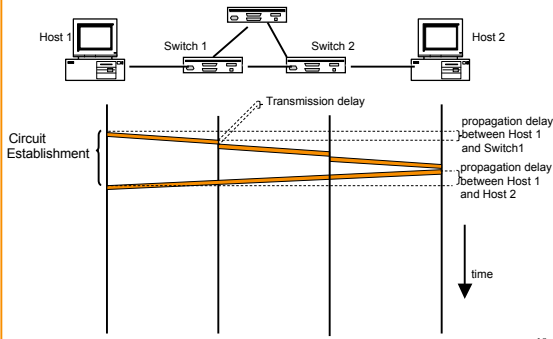 Host 1
Switch 1
Switch 2
Host 2
Transmission delay
propagation delay
between Host 1
and Switch1
Circuit
Establishment
propagation delay
between Host 1
and Host 2
time